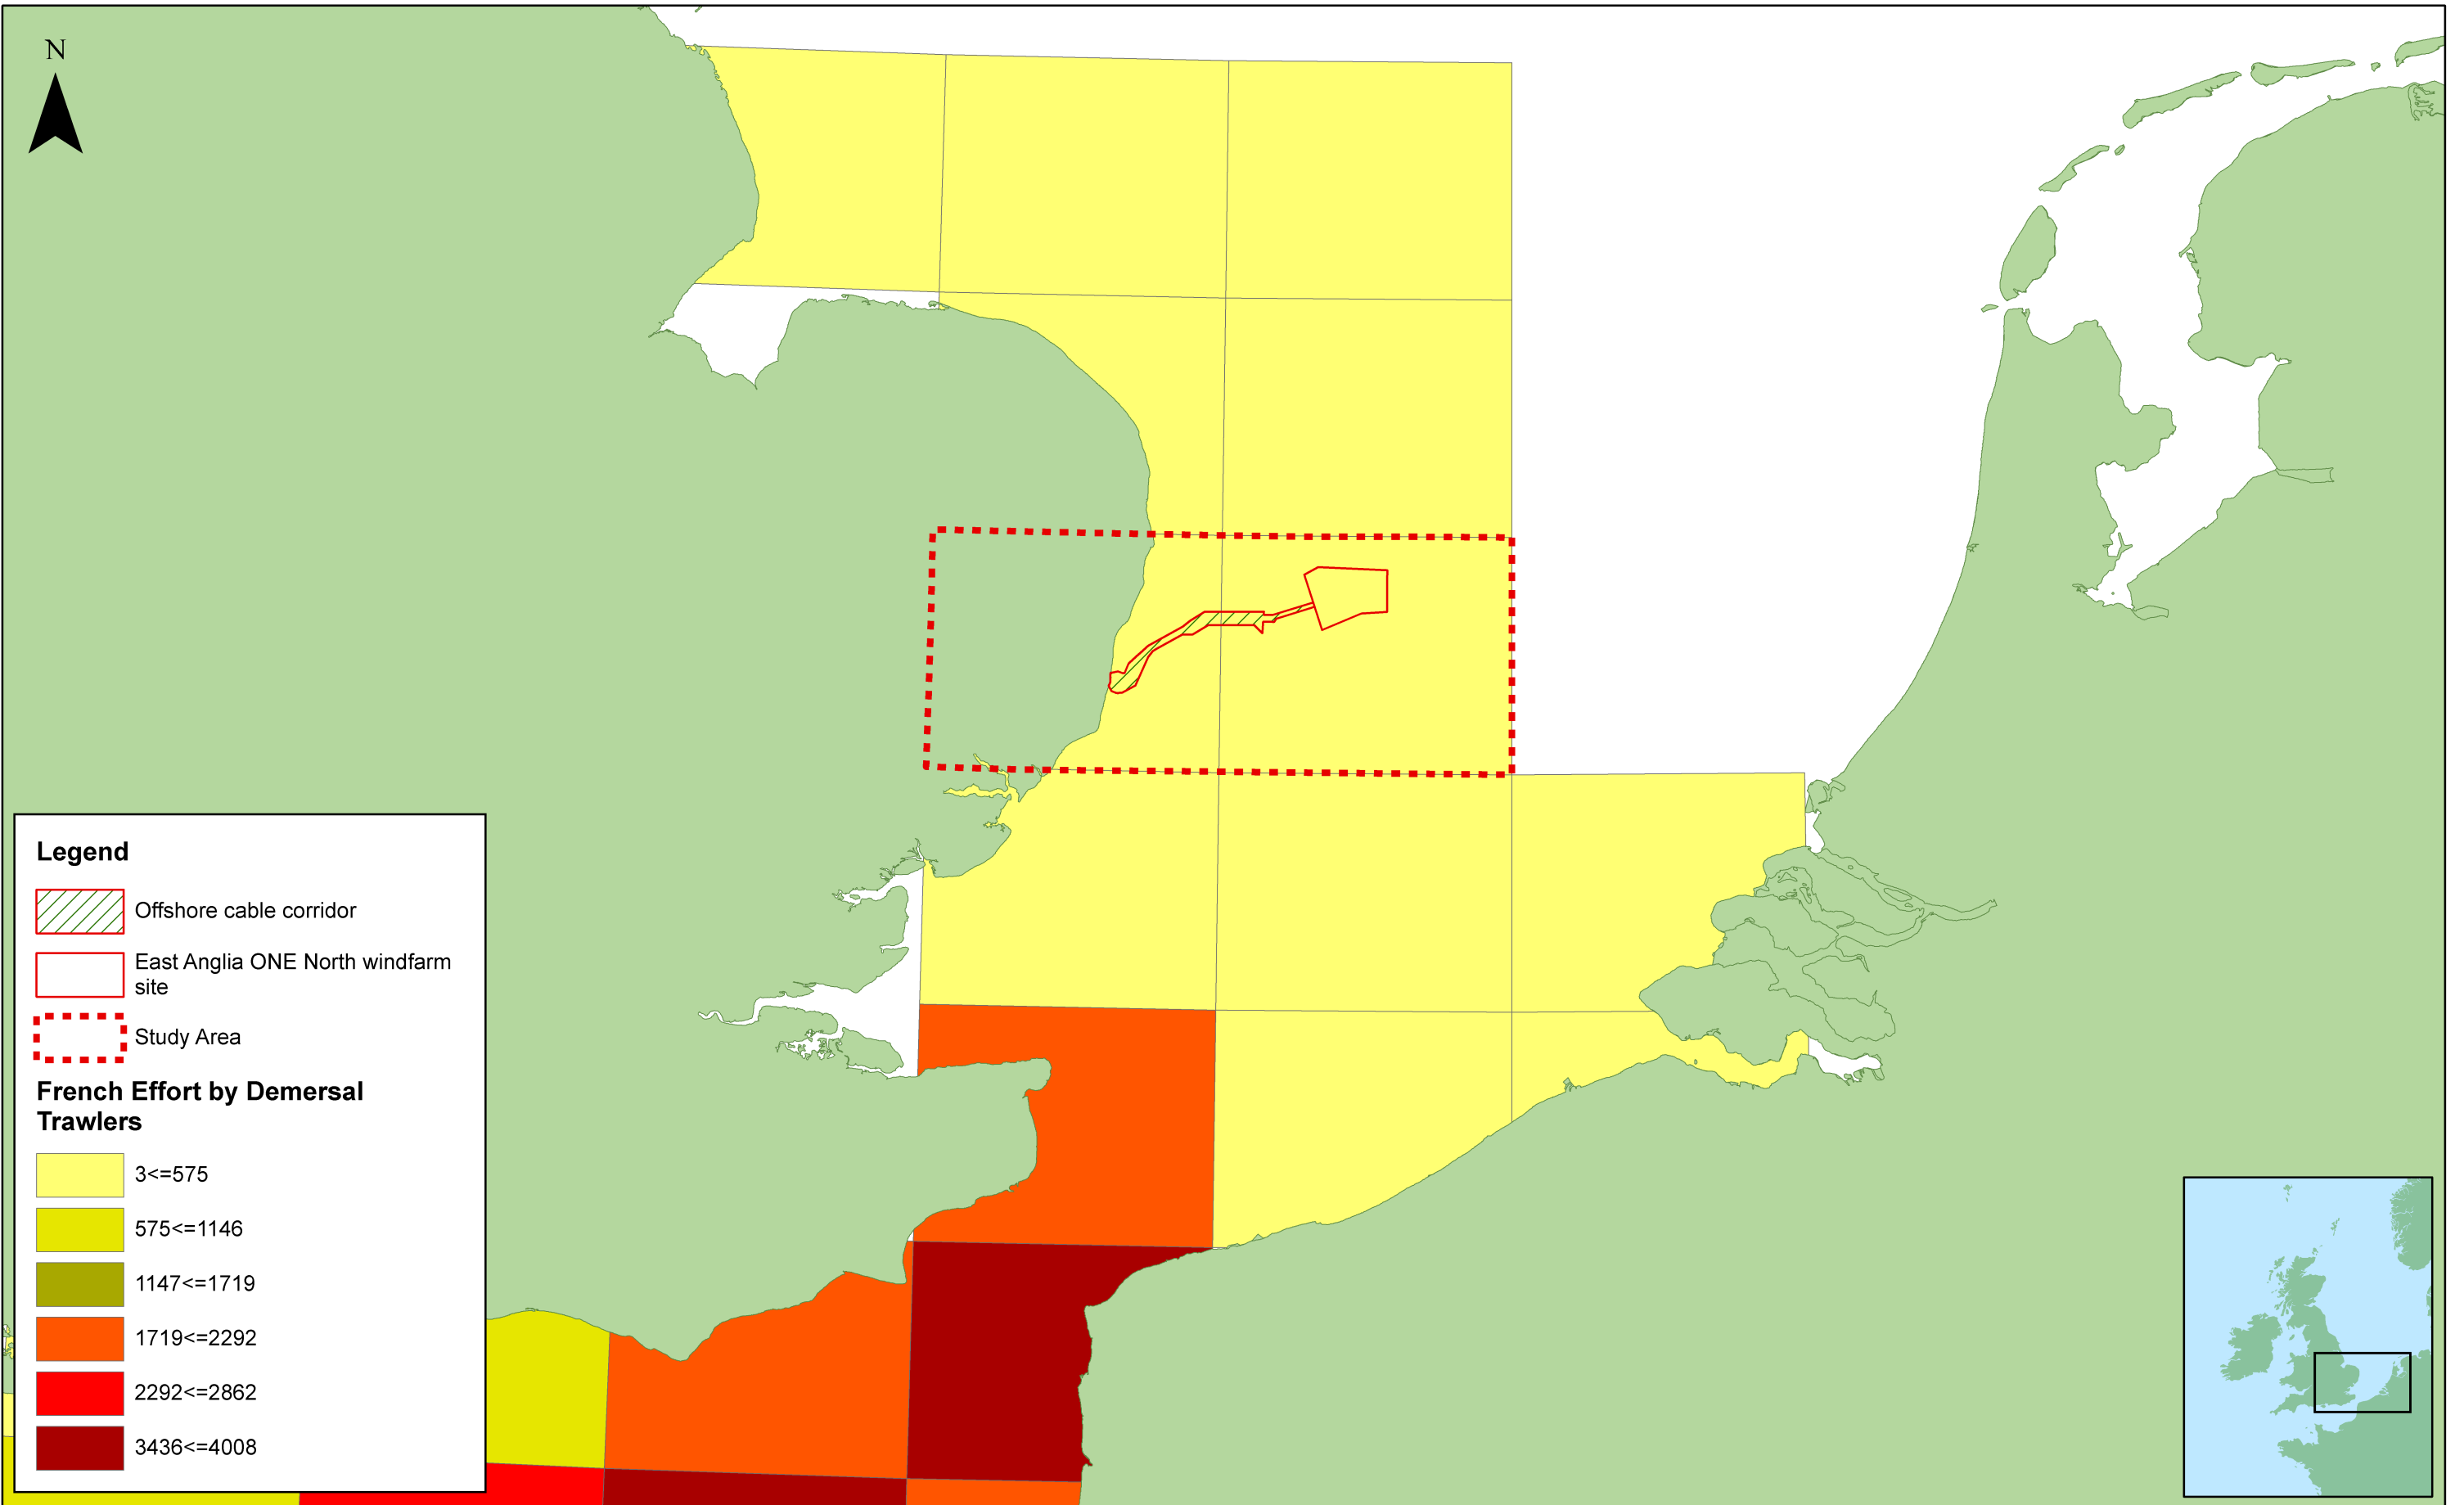 N
Legend
Offshore cable corridor
East Anglia ONE North windfarm
site
Study Area
French Effort by Demersal
Trawlers
3<=575
575<=1146
1147<=1719
1719<=2292
2292<=2862
3436<=4008